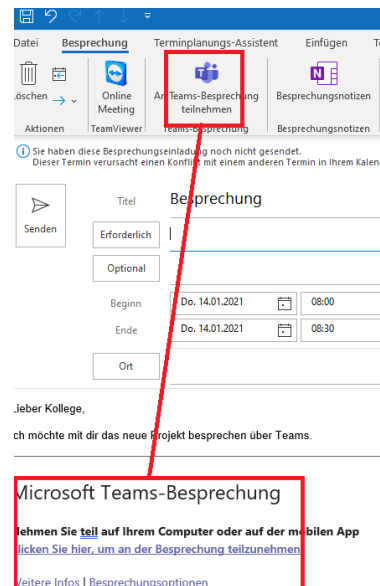 Datei Besprechung Terminplanungs-Assistent Einfügen
Löschen Online Meeting An Teams-Besprechung teilnehmen Besprechungsnotizen
Aktionen TeamViewer Teams-Besprechung Besprechungsnotizen
Sie haben diese Besprechungseinladung noch nicht gesendet.
Dieser Termin verursacht einen Konflikt mit einem anderen Termin in Ihrem Kalen
Titel Besprechung
Senden
Erforderlich
Optional
Beginn Do. 14.01.2021 08:00
Ende Do. 14.01.2021 08:30
Ort
Lieber Kollege,
ch möchte mit dir das neue Projekt besprechen über Teams.
Microsoft Teams-Besprechung
Nehmen Sie teil auf Ihrem Computer oder auf der mobilen App
Klicken Sie hier, um an der Besprechung teilzunehmen
Weitere Infos | Besprechungsoptionen